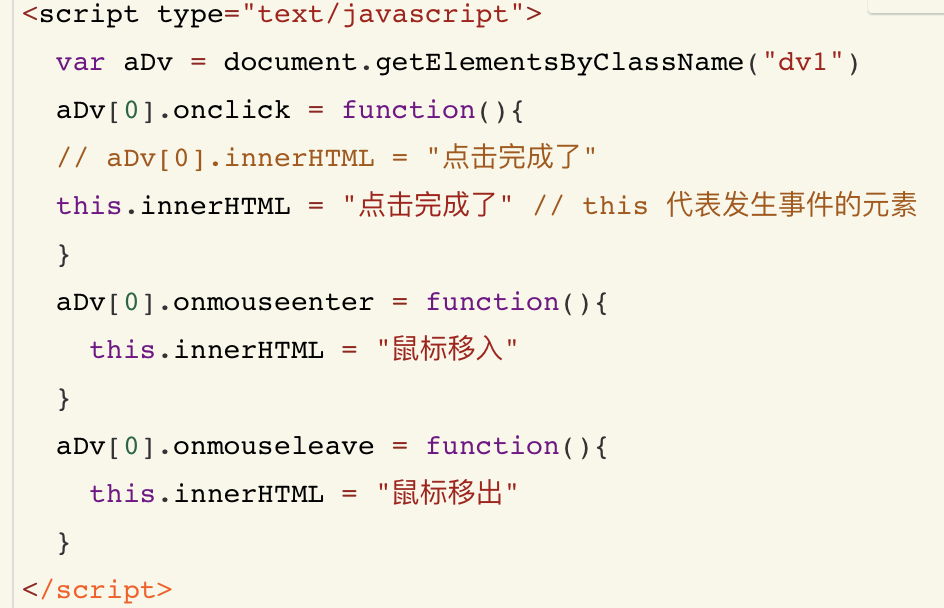 <script type="text/javascript">
var aDv = document.getElementsByClassName("dv1")
aDv[0].onclick = function(){
// aDv[0].innerHTML = "点击完成了"
this.innerHTML = "点击完成了" // this 代表发生事件的元素
}
aDv[0].onmouseenter = function(){
this.innerHTML = "鼠标移入"
}
aDv[0].onmouseleave = function(){
this.innerHTML = "鼠标移出"
}
</script>